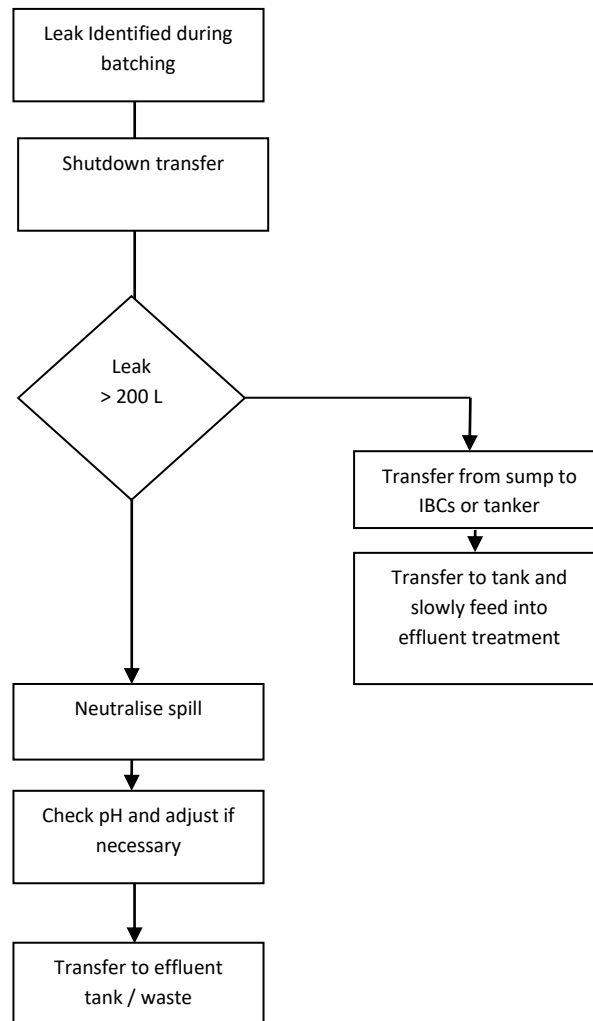 Leak Identified during
batching
Shutdown transfer
Leak
> 200 L
Transfer from sump to
IBCs or tanker
Transfer to tank and
slowly feed into
effluent treatment
Neutralise spill
Check pH and adjust if
necessary
Transfer to effluent
tank / waste